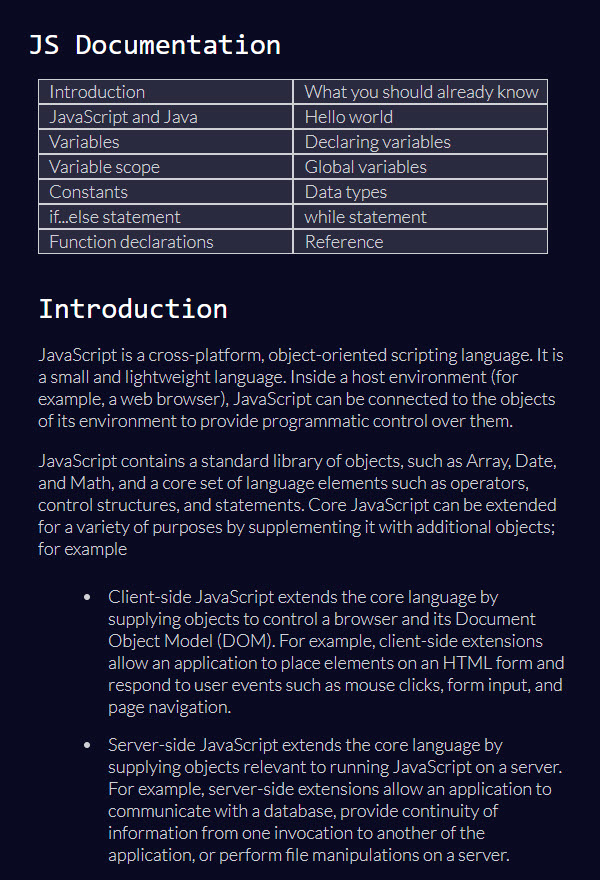 JS Documentation
Introduction What you should already know
JavaScript and Java Hello world
Variables Declaring variables
Variable scope Global variables
Constants Data types
if...else statement while statement
Function declarations Reference
Introduction
JavaScript is a cross-platform, object-oriented scripting language. It is
a small and lightweight language. Inside a host environment (for
example, a web browser), JavaScript can be connected to the objects
of its environment to provide programmatic control over them.
JavaScript contains a standard library of objects, such as Array, Date,
and Math, and a core set of language elements such as operators,
control structures, and statements. Core JavaScript can be extended
for a variety of purposes by supplementing it with additional objects;
for example
• Client-side JavaScript extends the core language by
supplying objects to control a browser and its Document
Object Model (DOM). For example, client-side extensions
allow an application to place elements on an HTML form and
respond to user events such as mouse clicks, form input, and
page navigation.
• Server-side JavaScript extends the core language by
supplying objects relevant to running JavaScript on a server.
For example, server-side extensions allow an application to
communicate with a database, provide continuity of
information from one invocation to another of the
application, or perform file manipulations on a server.